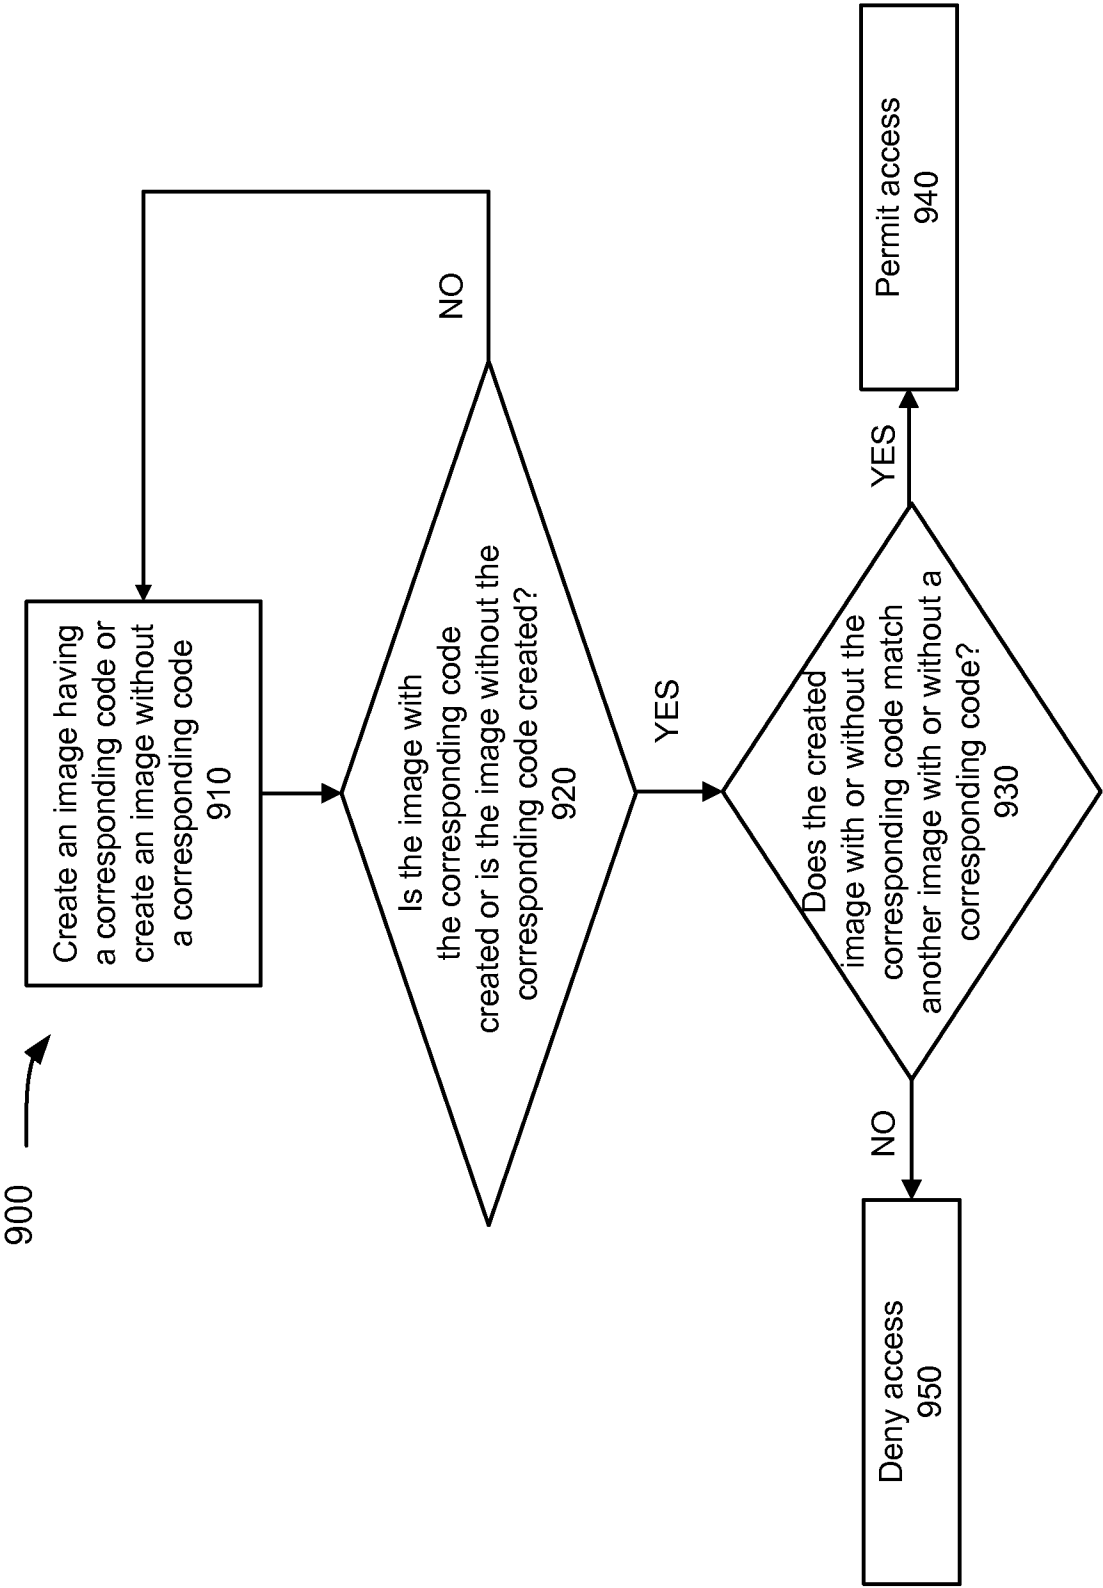 900
Create an image having
a corresponding code or
create an image without
a corresponding code
910
Is the image with
the corresponding code
created or is the image without the
corresponding code created?
920
NO
YES
Does the created
image with or without the
corresponding code match
another image with or without a
corresponding code?
930
NO
YES
Deny access
950
Permit access
940